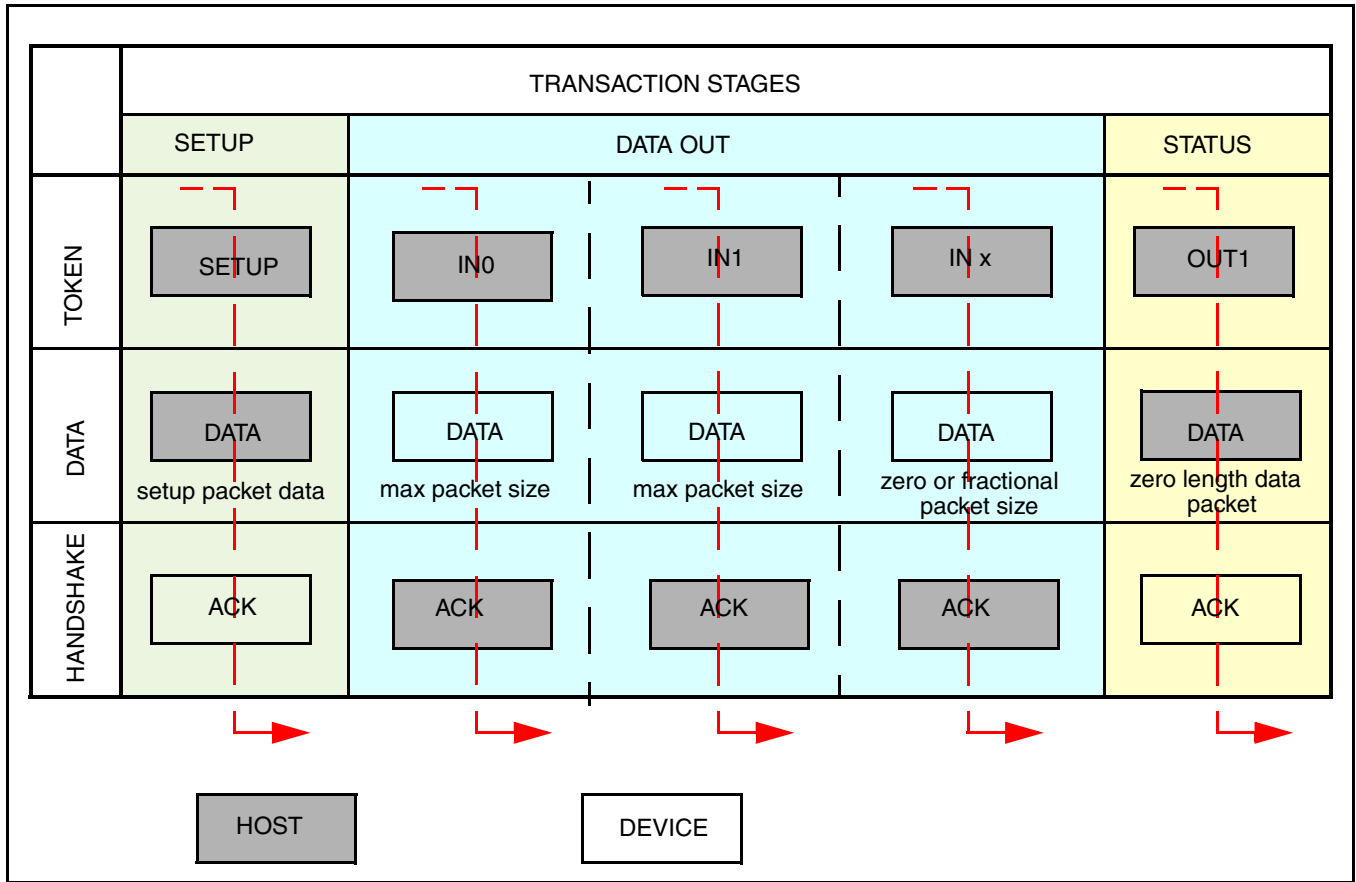 TRANSACTION STAGES
SETUP
DATA OUT
STATUS
TOKEN
SETUP
IN0
IN1
IN x
OUT1
DATA
DATA
setup packet data
DATA
max packet size
DATA
max packet size
DATA
zero or fractional
packet size
DATA
zero length data
packet
HANDSHAKE
ACK
ACK
ACK
ACK
ACK
HOST
DEVICE